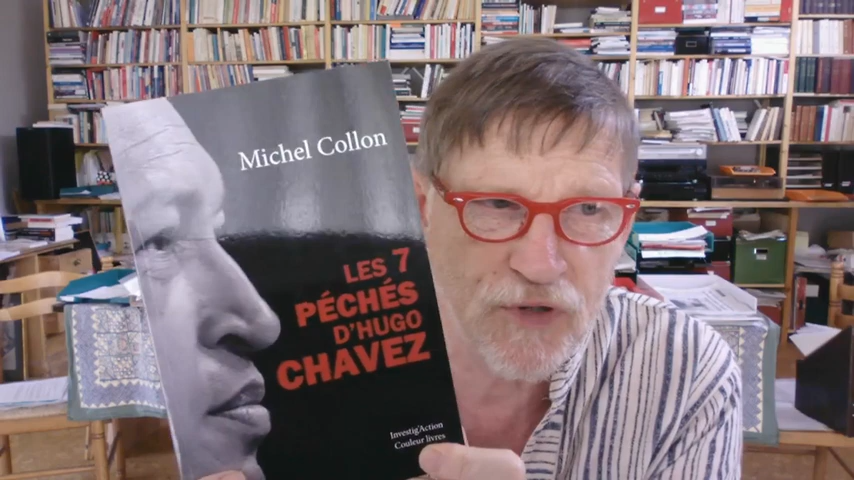 Michel Collon
LES 7
PÉCHÉS
D'HUGO
CHAVEZ
Investig'Action
Couleur livres